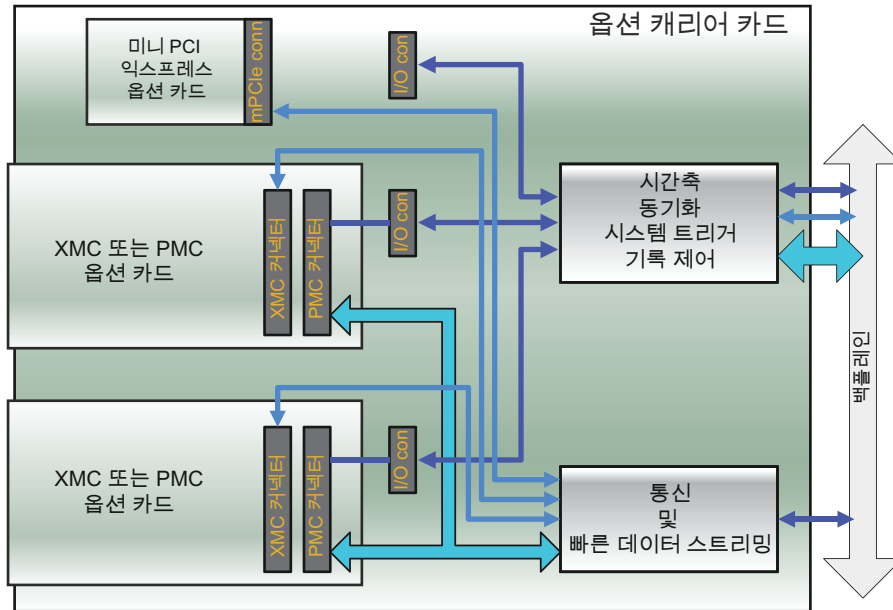 옵션 캐리어 카드
미니 PCI
익스프레스
옵션 카드
mPCIe conn
I/O con
XMC 또는 PMC
옵션 카드
XMC 커넥터
PMC 커넥터
I/O con
시간축
동기화
시스템 트리거
기록 제어
백플레인
XMC 또는 PMC
옵션 카드
XMC 커넥터
PMC 커넥터
I/O con
통신
및
빠른 데이터 스트리밍